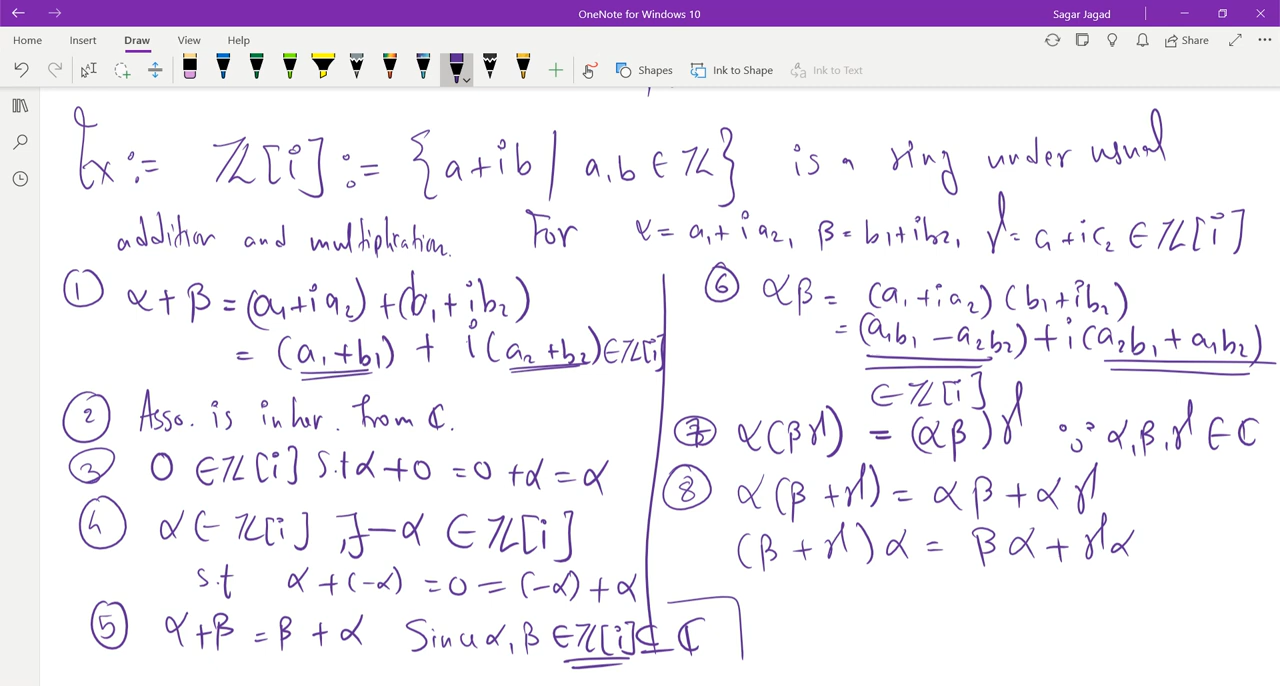 OneNote for Windows 10
Sagar Jagad
Home Insert Draw View Help
Share
Shapes Ink to Shape Ink to Text
Ex := ℤ[i] := {a+ib | a,b ∈ ℤ} is a ring under usual
addition and multiplication. For α = a₁+ia₂, β = b₁+ib₂, γ = c₁+ic₂ ∈ ℤ[i]
① α+β = (a₁+ia₂)+(b₁+ib₂)
= (a₁+b₁) + i(a₂+b₂) ∈ ℤ[i]
② Asso. is inher. from ℂ.
③ 0 ∈ ℤ[i] s.t α+0 = 0+α = α
④ α ∈ ℤ[i], ∃ -α ∈ ℤ[i]
s.t α+(-α) = 0 = (-α)+α
⑤ α+β = β+α Since α,β ∈ ℤ[i] ⊆ ℂ
⑥ αβ = (a₁+ia₂)(b₁+ib₂)
= (a₁b₁-a₂b₂)+i(a₂b₁+a₁b₂)
∈ ℤ[i]
⑦ α(βγ) = (αβ)γ ∵ α,β,γ ∈ ℂ
⑧ α(β+γ) = αβ+αγ
(β+γ)α = βα+γα